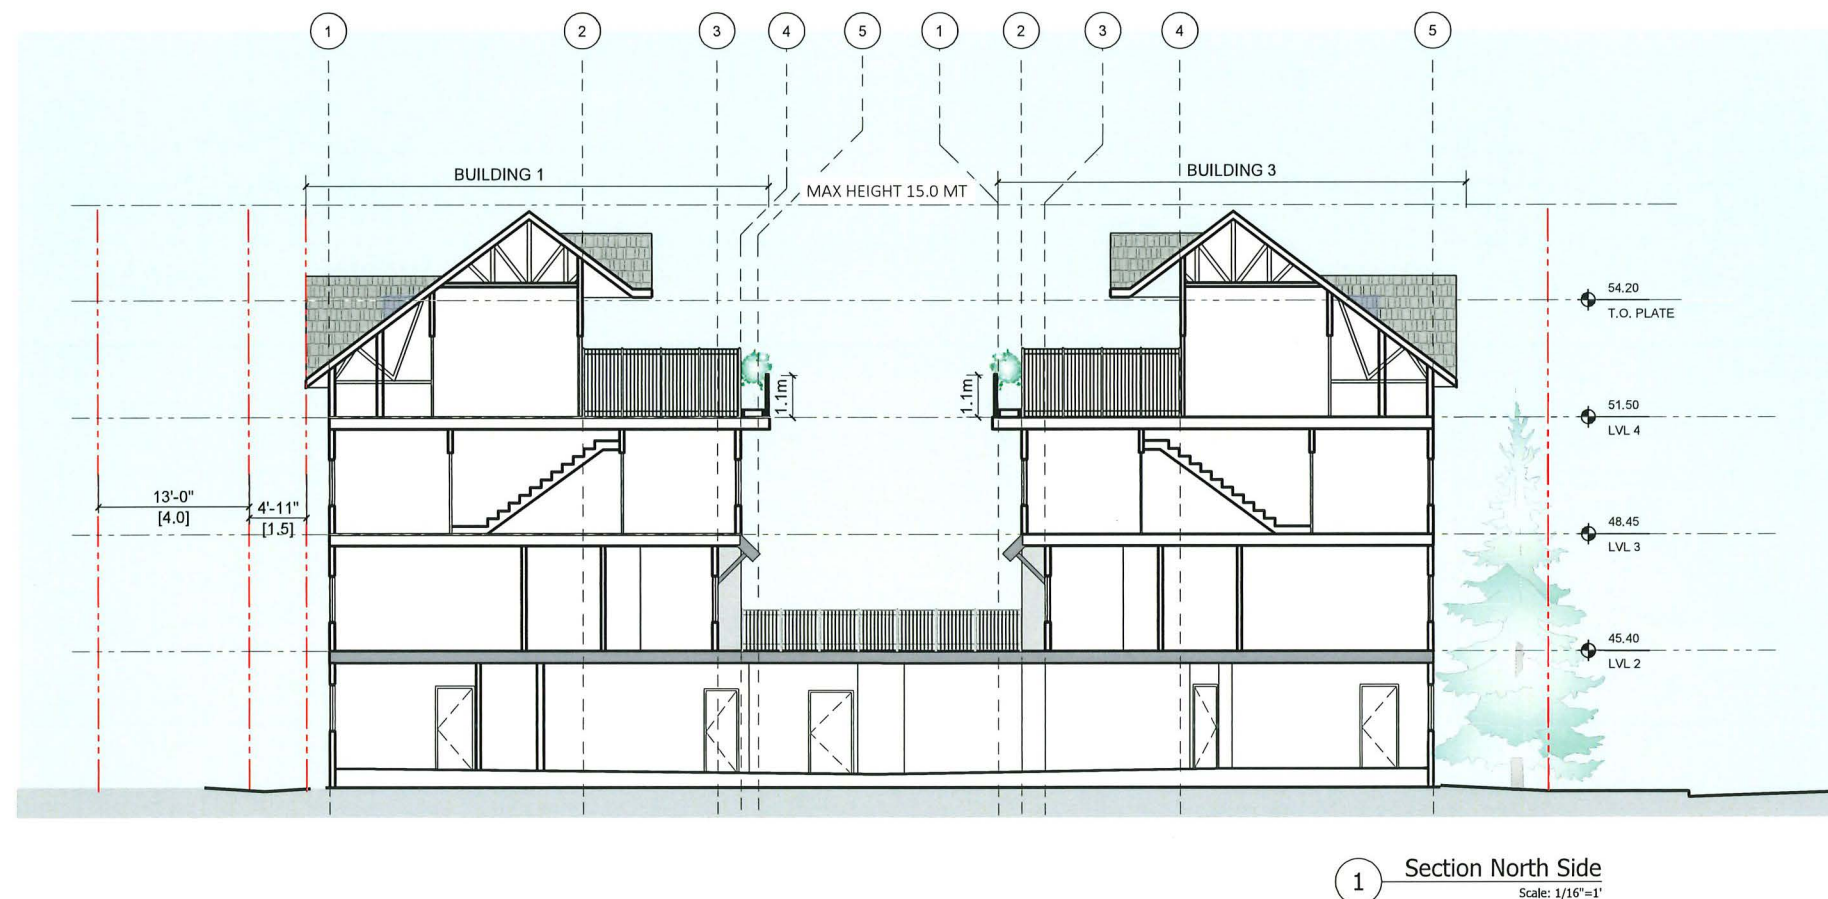 1 2 3 4 5 1 2 3 4 5
BUILDING 1
BUILDING 3
MAX HEIGHT 15.0 MT
54.20
T.O. PLATE
1.1m
1.1m
51.50
LVL 4
13'-0"
[4.0]
4'-11"
[1.5]
48.45
LVL 3
45.40
LVL 2
1
Section North Side
Scale: 1/16"=1'